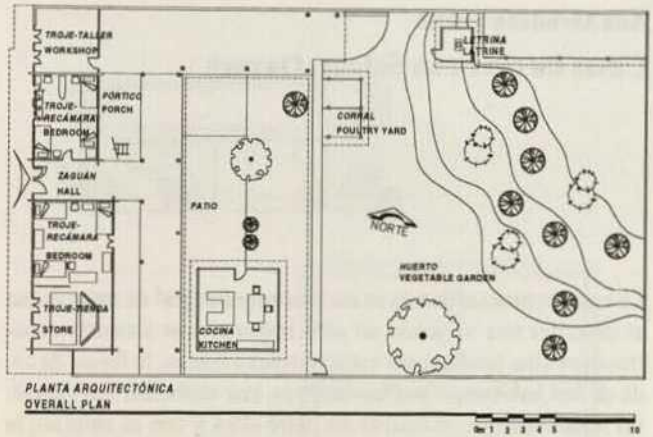 TROJE-TALLER
WORKSHOP
TROJE-
RECÁMARA
BEDROOM
PÓRTICO
PORCH
ZAGUÁN
HALL
TROJE-
RECÁMARA
BEDROOM
TROJE-TIENDA
STORE
PATIO
COCINA
KITCHEN
CORRAL
POULTRY YARD
LETRINA
LATRINE
NORTE
HUERTO
VEGETABLE GARDEN
PLANTA ARQUITECTÓNICA
OVERALL PLAN
0m 1 2 3 4 5 10